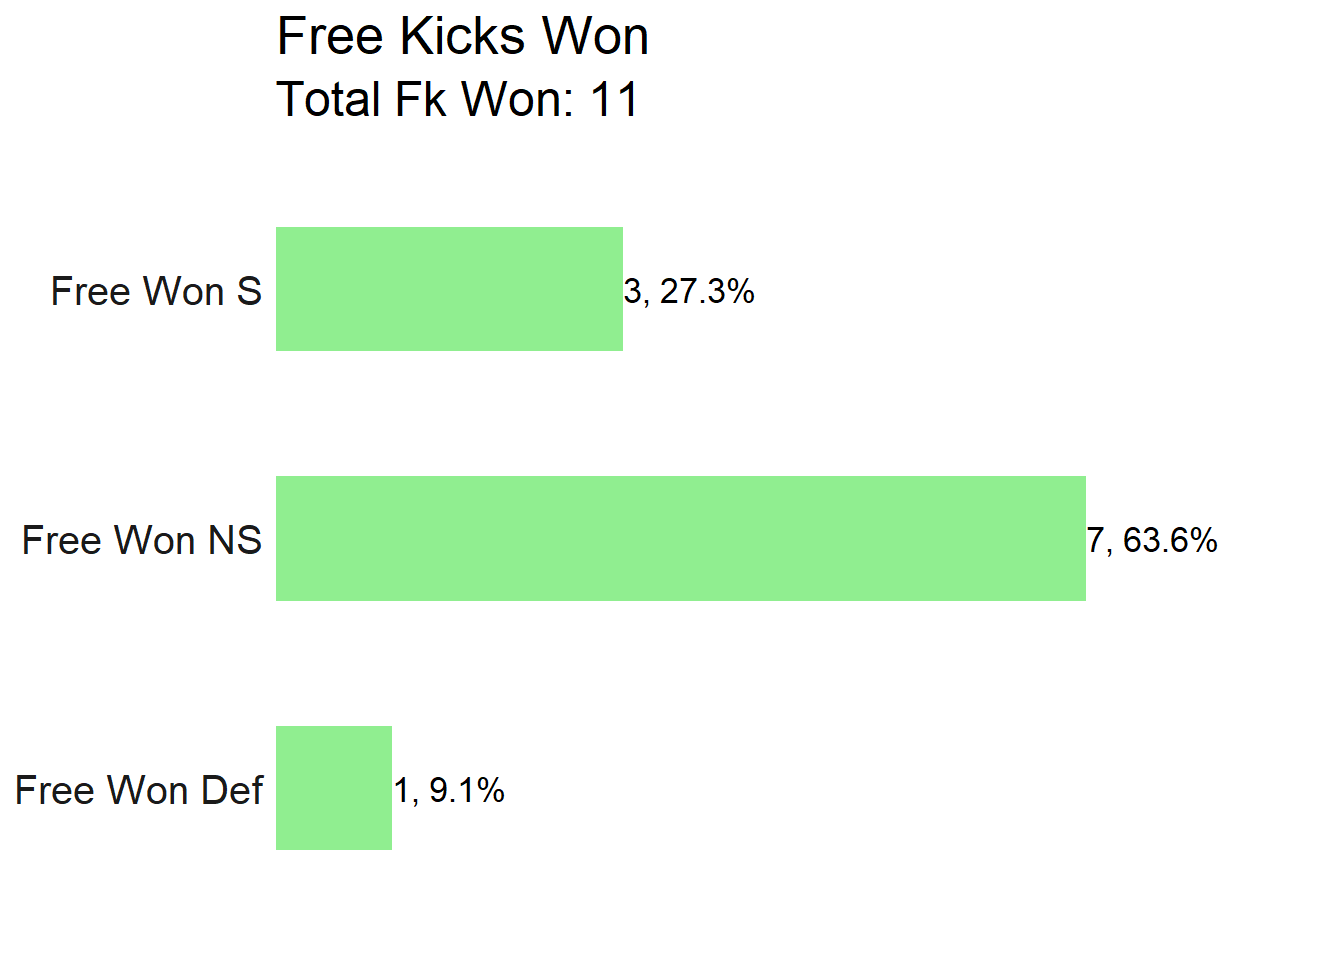 Free Kicks Won
Total Fk Won: 11
Free Won S
3, 27.3%
Free Won NS
7, 63.6%
Free Won Def
1, 9.1%